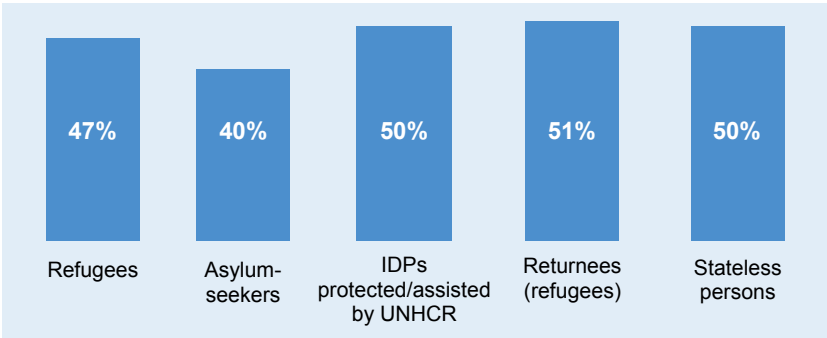 47%
40%
50%
51%
50%
Refugees
Asylum-
seekers
IDPs
protected/assisted
by UNHCR
Returnees
(refugees)
Stateless
persons